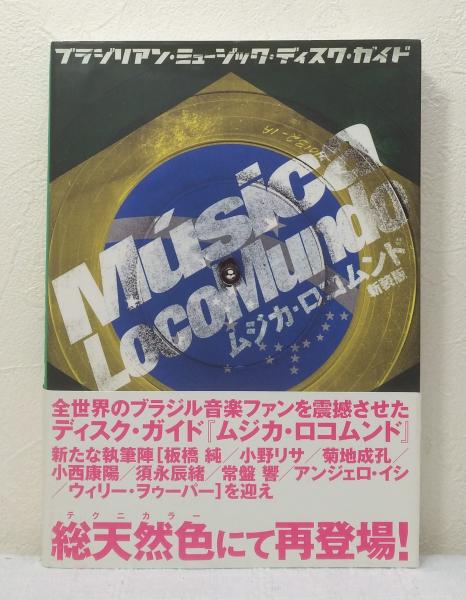 ブラジリアン・ミュージック・ディスク・ガイド
Música
LocoMundo
ムジカ・ロコムンド
新装版
全世界のブラジル音楽ファンを震撼させた
ディスク・ガイド『ムジカ・ロコムンド』
新たな執筆陣[板橋 純/小野リサ/菊地成孔/
小西康陽/須永辰緒/常盤 響/アンジェロ・イシ
/ウィリー・ヲゥーパー]を迎え
テクニカラー
総天然色にて再登場!